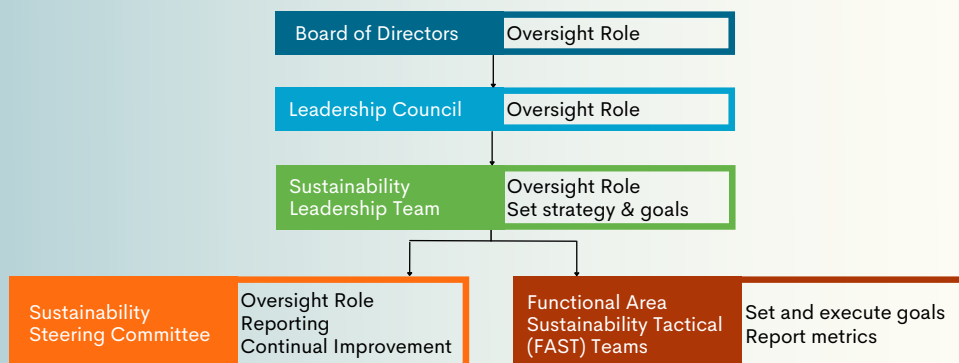 Board of Directors
Oversight Role
Leadership Council
Oversight Role
Sustainability
Leadership Team
Oversight Role
Set strategy & goals
Sustainability
Steering Committee
Oversight Role
Reporting
Continual Improvement
Functional Area
Sustainability Tactical
(FAST) Teams
Set and execute goals
Report metrics